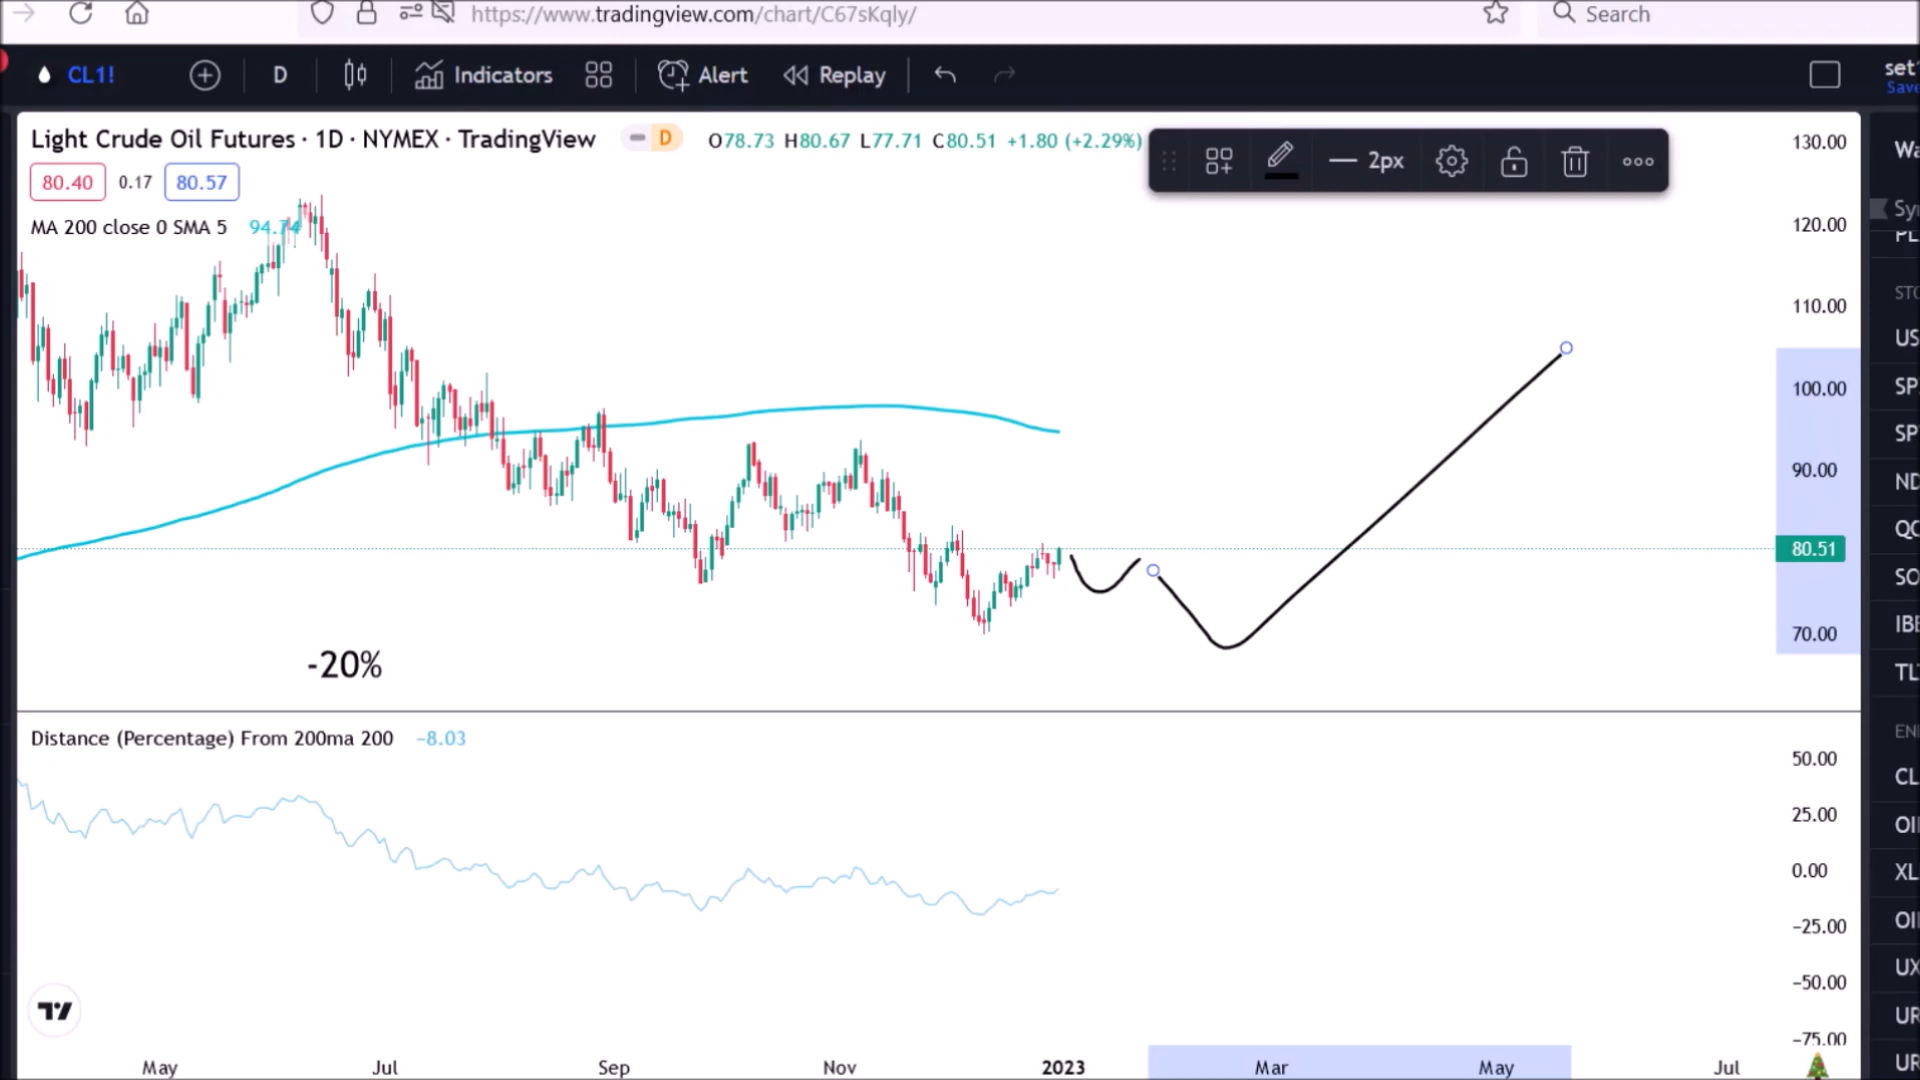 https://www.tradingview.com/chart/C67sKqly/
Search
CL1!
D
Indicators
Alert
Replay
Save
Light Crude Oil Futures · 1D · NYMEX · TradingView
D
O78.73 H80.67 L77.71 C80.51 +1.80 (+2.29%)
2px
80.40
0.17
80.57
MA 200 close 0 SMA 5
94.74
130.00
120.00
110.00
100.00
90.00
80.51
70.00
-20%
Distance (Percentage) From 200ma 200
−8.03
50.00
25.00
0.00
−25.00
−50.00
−75.00
May
Jul
Sep
Nov
2023
Mar
May
Jul